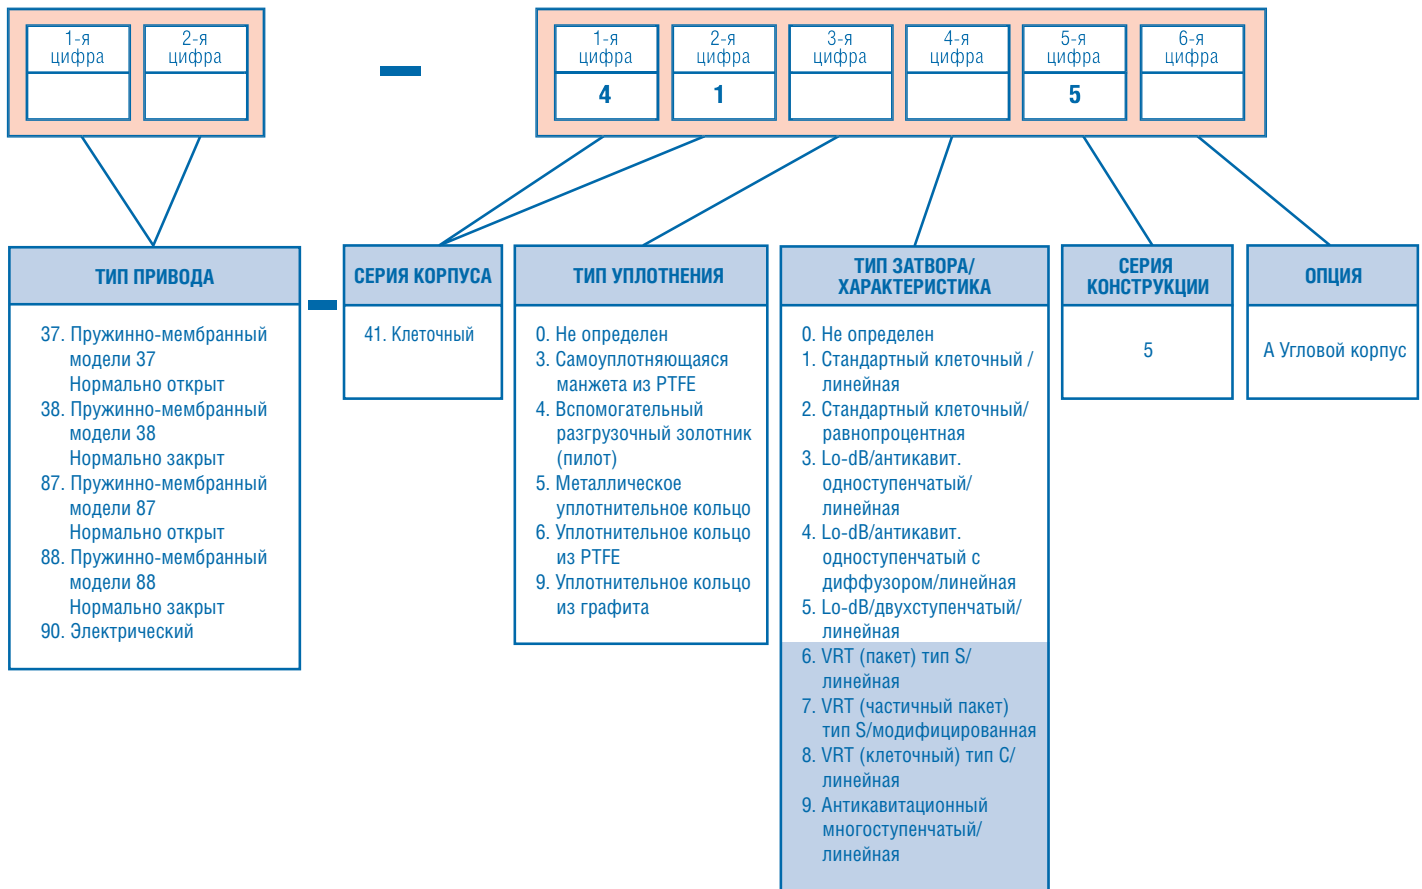 1-я
цифра
2-я
цифра
1-я
цифра
2-я
цифра
3-я
цифра
4-я
цифра
5-я
цифра
6-я
цифра
4
1
5
ТИП ПРИВОДА
37. Пружинно-мембранный
модели 37
Нормально открыт
38. Пружинно-мембранный
модели 38
Нормально закрыт
87. Пружинно-мембранный
модели 87
Нормально открыт
88. Пружинно-мембранный
модели 88
Нормально закрыт
90. Электрический
СЕРИЯ КОРПУСА
41. Клеточный
ТИП УПЛОТНЕНИЯ
0. Не определен
3. Самоуплотняющаяся
манжета из PTFE
4. Вспомогательный
разгрузочный золотник
(пилот)
5. Металлическое
уплотнительное кольцо
6. Уплотнительное кольцо
из PTFE
9. Уплотнительное кольцо
из графита
ТИП ЗАТВОРА/
ХАРАКТЕРИСТИКА
0. Не определен
1. Стандартный клеточный /
линейная
2. Стандартный клеточный/
равнопроцентная
3. Lo-dB/антикавит.
одноступенчатый/
линейная
4. Lo-dB/антикавит.
одноступенчатый с
диффузором/линейная
5. Lo-dB/двухступенчатый/
линейная
6. VRT (пакет) тип S/
линейная
7. VRT (частичный пакет)
тип S/модифицированная
8. VRT (клеточный) тип C/
линейная
9. Антикавитационный
многоступенчатый/
линейная
СЕРИЯ
КОНСТРУКЦИИ
5
ОПЦИЯ
А Угловой корпус